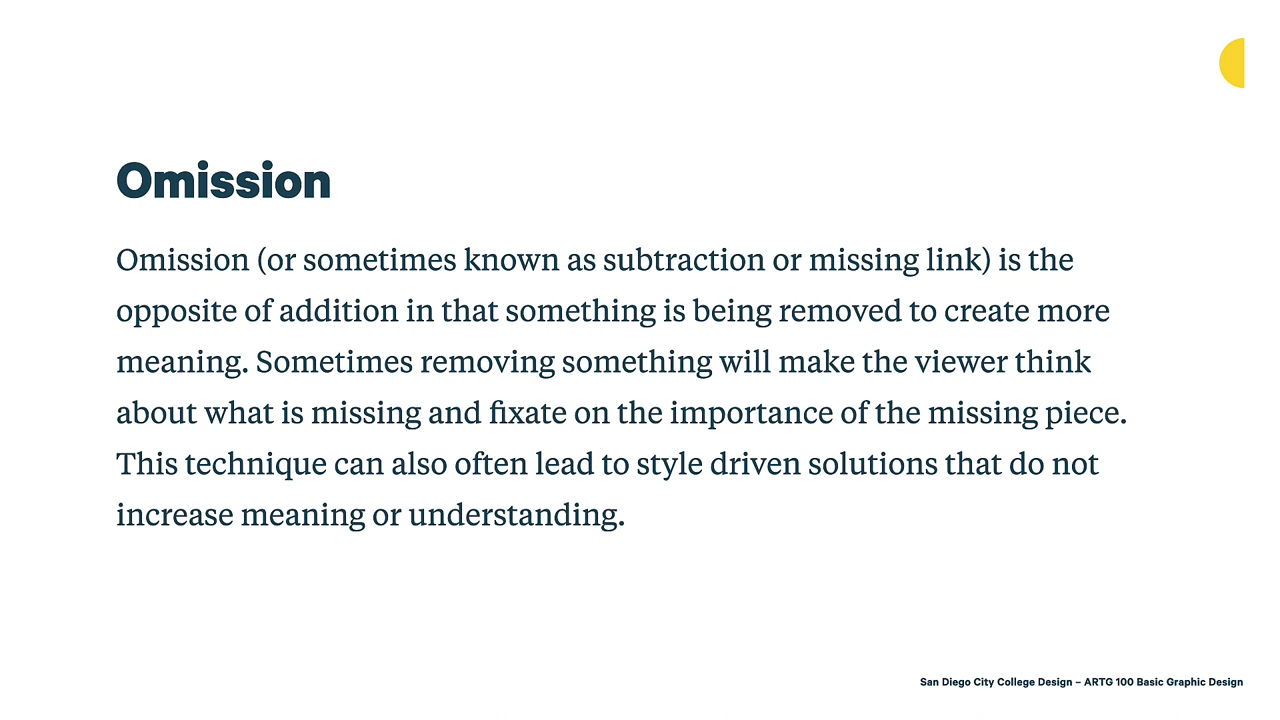 Omission
Omission (or sometimes known as subtraction or missing link) is the
opposite of addition in that something is being removed to create more
meaning. Sometimes removing something will make the viewer think
about what is missing and fixate on the importance of the missing piece.
This technique can also often lead to style driven solutions that do not
increase meaning or understanding.
San Diego City College Design – ARTG 100 Basic Graphic Design